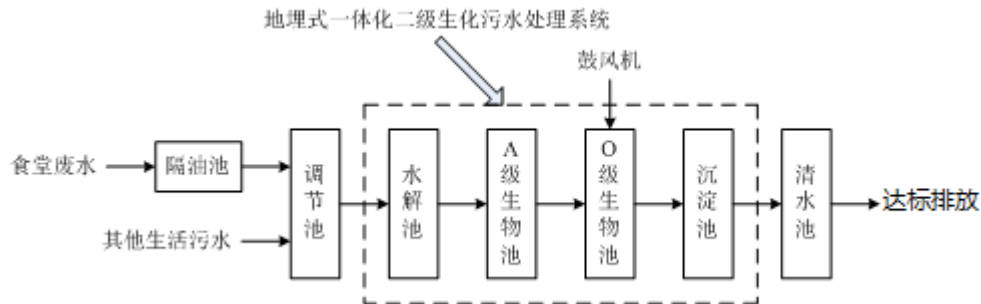 地埋式一体化二级生化污水处理系统
鼓风机
食堂废水
隔油池
其他生活污水
调节池
水解池
A级生物池
O级生物池
沉淀池
清水池
达标排放